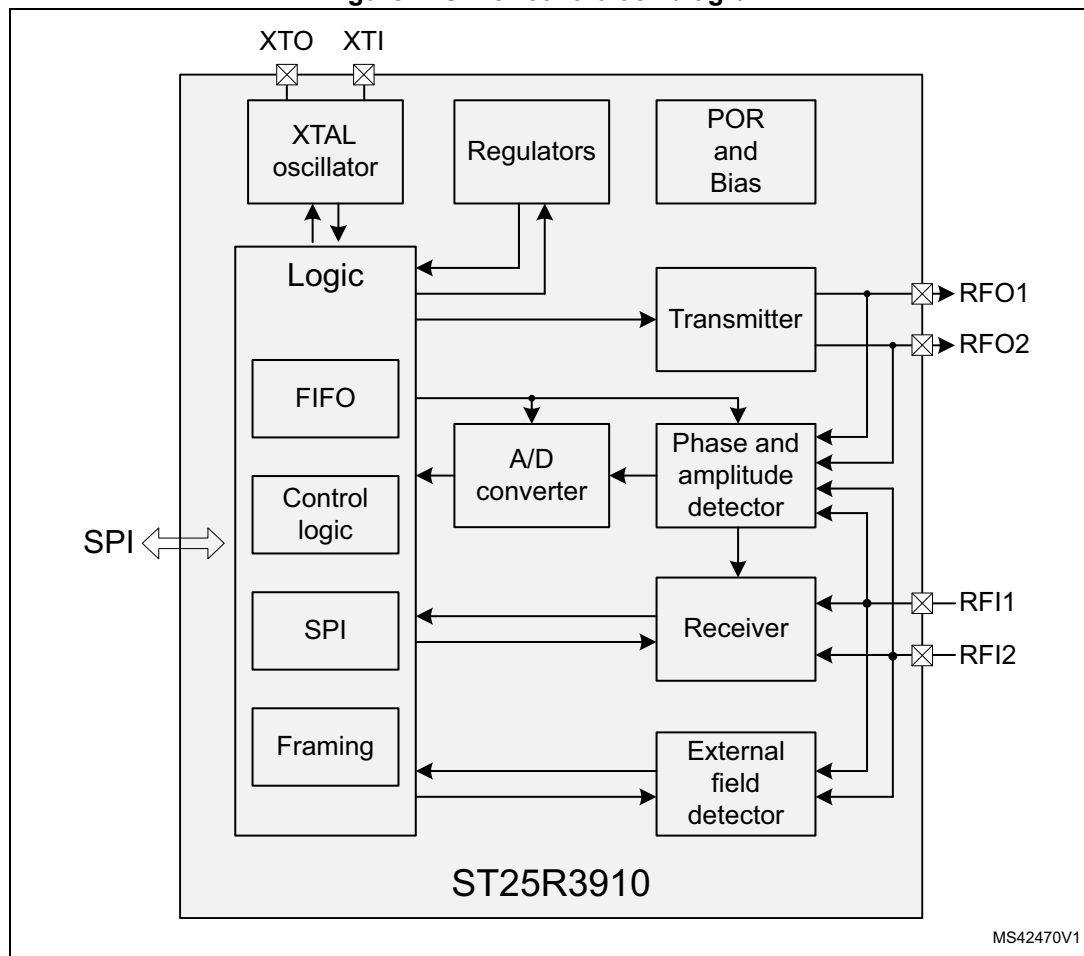 XTO XTI
XTAL
oscillator
Regulators
POR
and
Bias
Logic
Transmitter
RFO1
RFO2
FIFO
A/D
converter
Phase and
amplitude
detector
Control
logic
SPI
SPI
Receiver
RFI1
RFI2
Framing
External
field
detector
ST25R3910
MS42470V1